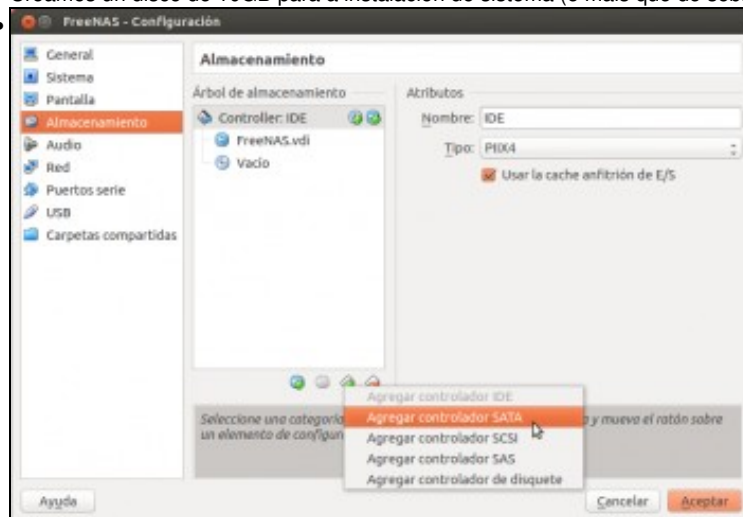 FreeNAS - Configuración
General
Sistema
Pantalla
Almacenamiento
Audio
Red
Puertos serie
USB
Carpetas compartidas
Almacenamiento
Árbol de almacenamiento
Controller: IDE
FreeNAS.vdi
Vacío
Atributos
Nombre: IDE
Tipo: PIIX4
Usar la cache anfitrión de E/S
Agregar controlador IDE
Agregar controlador SATA
Agregar controlador SCSI
Agregar controlador SAS
Agregar controlador de disquete
Seleccione una y mueva el ratón sobre
un elemento de
Ayuda
Cancelar
Aceptar